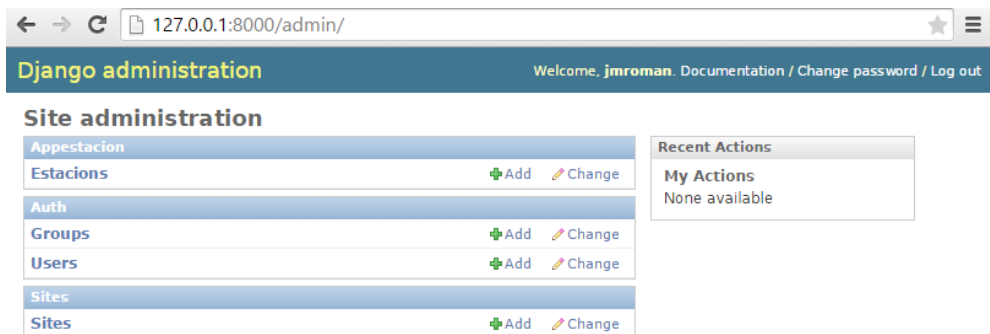 127.0.0.1:8000/admin/
Django administration
Welcome, jmroman. Documentation / Change password / Log out
Site administration
Appestacion
Estacions Add Change
Auth
Groups Add Change
Users Add Change
Sites
Sites Add Change
Recent Actions
My Actions
None available